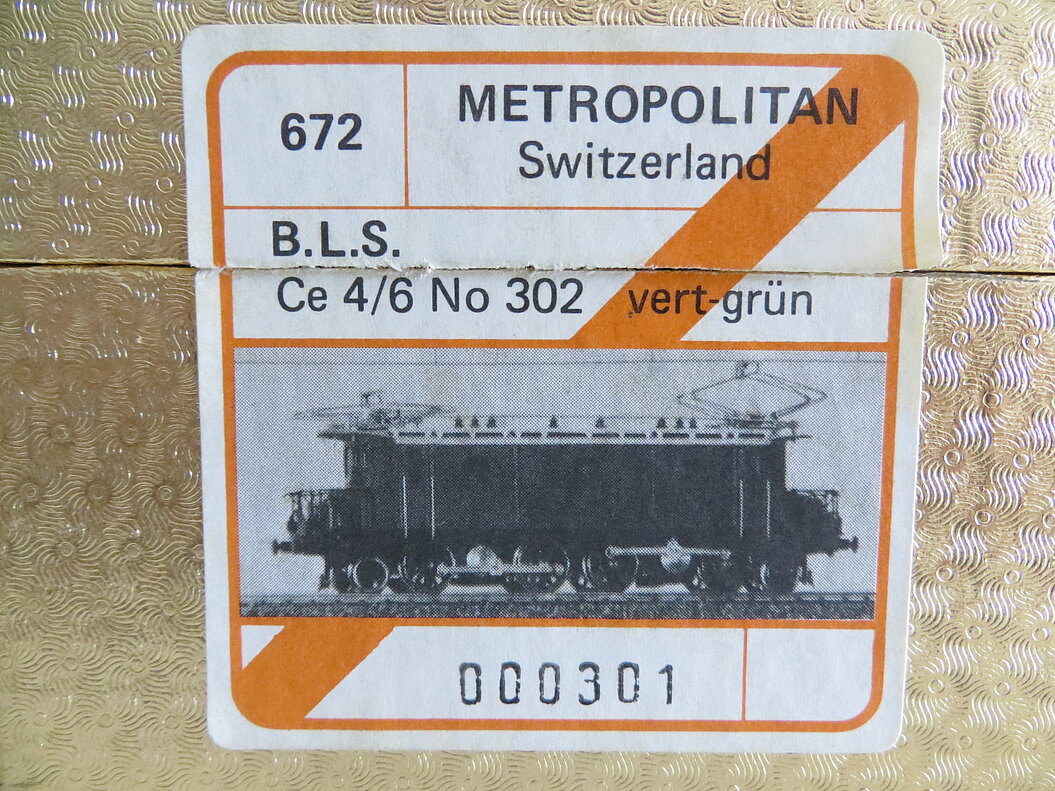 672
METROPOLITAN
Switzerland
B.L.S.
Ce 4/6 No 302 vert-grün
000301